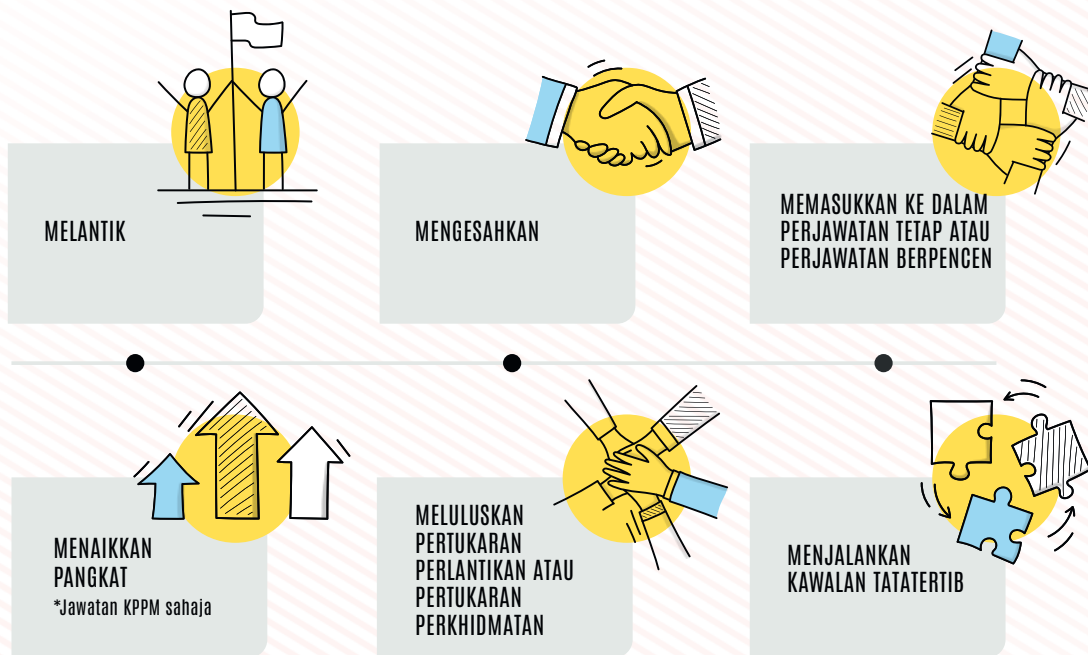 MELANTIK
MENGESAHKAN
MEMASUKKAN KE DALAM
PERJAWATAN TETAP ATAU
PERJAWATAN BERPENCEN
MENAIKKAN
PANGKAT
*Jawatan KPPM sahaja
MELULUSKAN
PERTUKARAN
PERLANTIKAN ATAU
PERTUKARAN
PERKHIDMATAN
MENJALANKAN
KAWALAN TATATERTIB